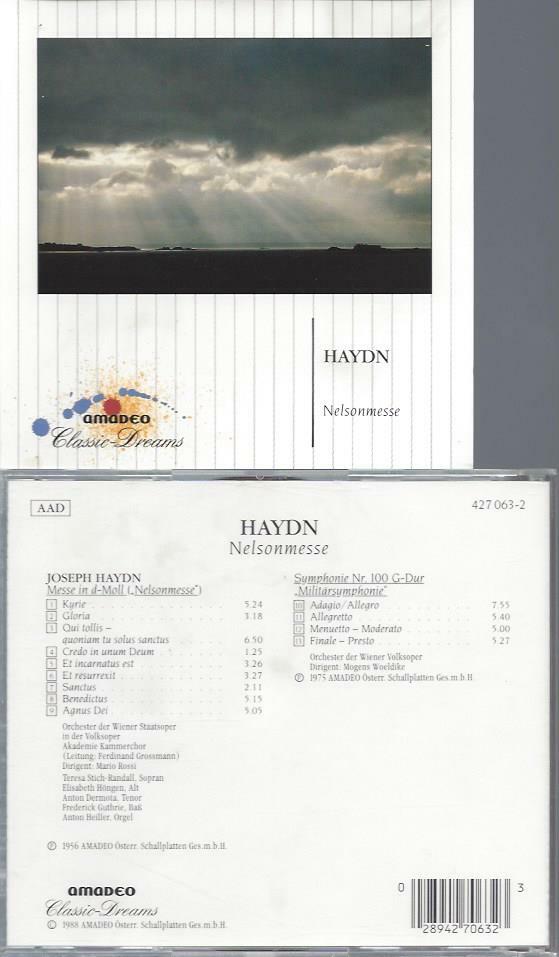 HAYDN
Nelsonmesse
amadeo
Classic-Dreams
AAD
427 063-2
HAYDN
Nelsonmesse
JOSEPH HAYDN
Messe in d-Moll („Nelsonmesse“)
1 Kyrie 5.24
2 Gloria 3.18
3 Qui tollis –
quoniam tu solus sanctus 6.50
4 Credo in unum Deum 1.25
5 Et incarnatus est 3.26
6 Et resurrexit 3.27
7 Sanctus 2.11
8 Benedictus 5.15
9 Agnus Dei 5.05
Orchester der Wiener Staatsoper
in der Volksoper
Akademie Kammerchor
(Leitung: Ferdinand Grossmann)
Dirigent: Mario Rossi
Teresa Stich-Randall, Sopran
Elisabeth Höngen, Alt
Anton Dermota, Tenor
Frederick Guthrie, Baß
Anton Heiller, Orgel
℗ 1956 AMADEO Österr. Schallplatten Ges.m.b.H.
Symphonie Nr. 100 G-Dur
„Militärsymphonie“
10 Adagio/Allegro 7.55
11 Allegretto 5.40
12 Menuetto – Moderato 5.00
13 Finale – Presto 5.27
Orchester der Wiener Volksoper
Dirigent: Mogens Woeldike
℗ 1975 AMADEO Österr. Schallplatten Ges.m.b.H.
amadeo
Classic-Dreams
© 1988 AMADEO Österr. Schallplatten Ges.m.b.H.
0 28942 70632 3